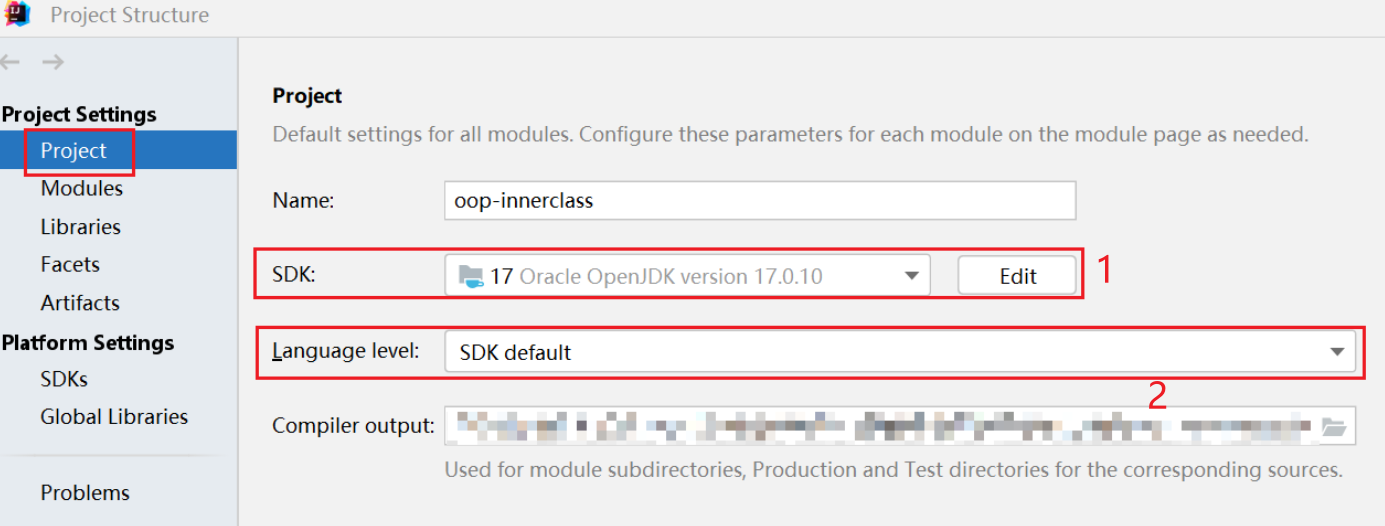 Project Structure
Project Settings
Project
Modules
Libraries
Facets
Artifacts
Platform Settings
SDKs
Global Libraries
Problems
Project
Default settings for all modules. Configure these parameters for each module on the module page as needed.
Name: oop-innerclass
SDK: 17 Oracle OpenJDK version 17.0.10 Edit 1
Language level: SDK default
2
Compiler output:
Used for module subdirectories, Production and Test directories for the corresponding sources.